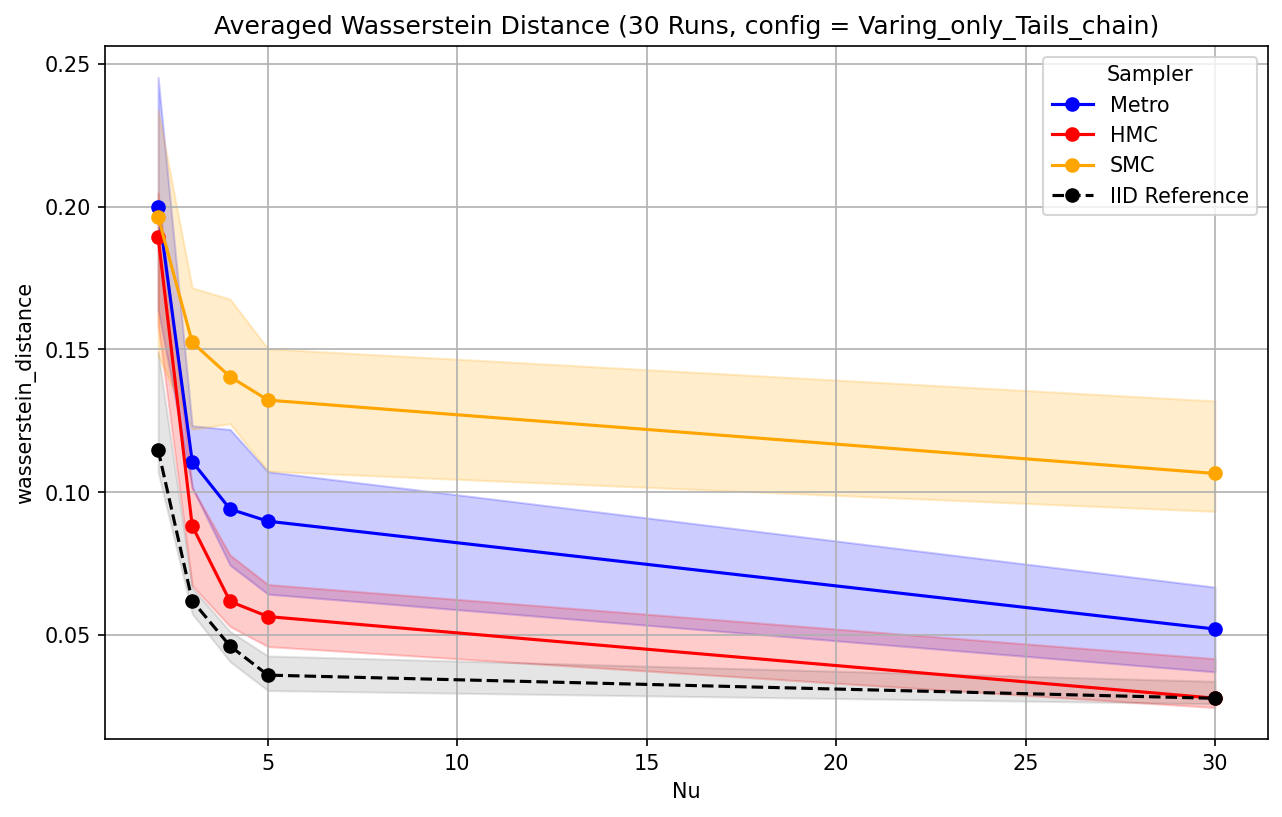 Averaged Wasserstein Distance (30 Runs, config = Varing_only_Tails_chain)
Sampler
Metro
HMC
SMC
IID Reference
wasserstein_distance
0.25
0.20
0.15
0.10
0.05
5
10
15
20
25
30
Nu